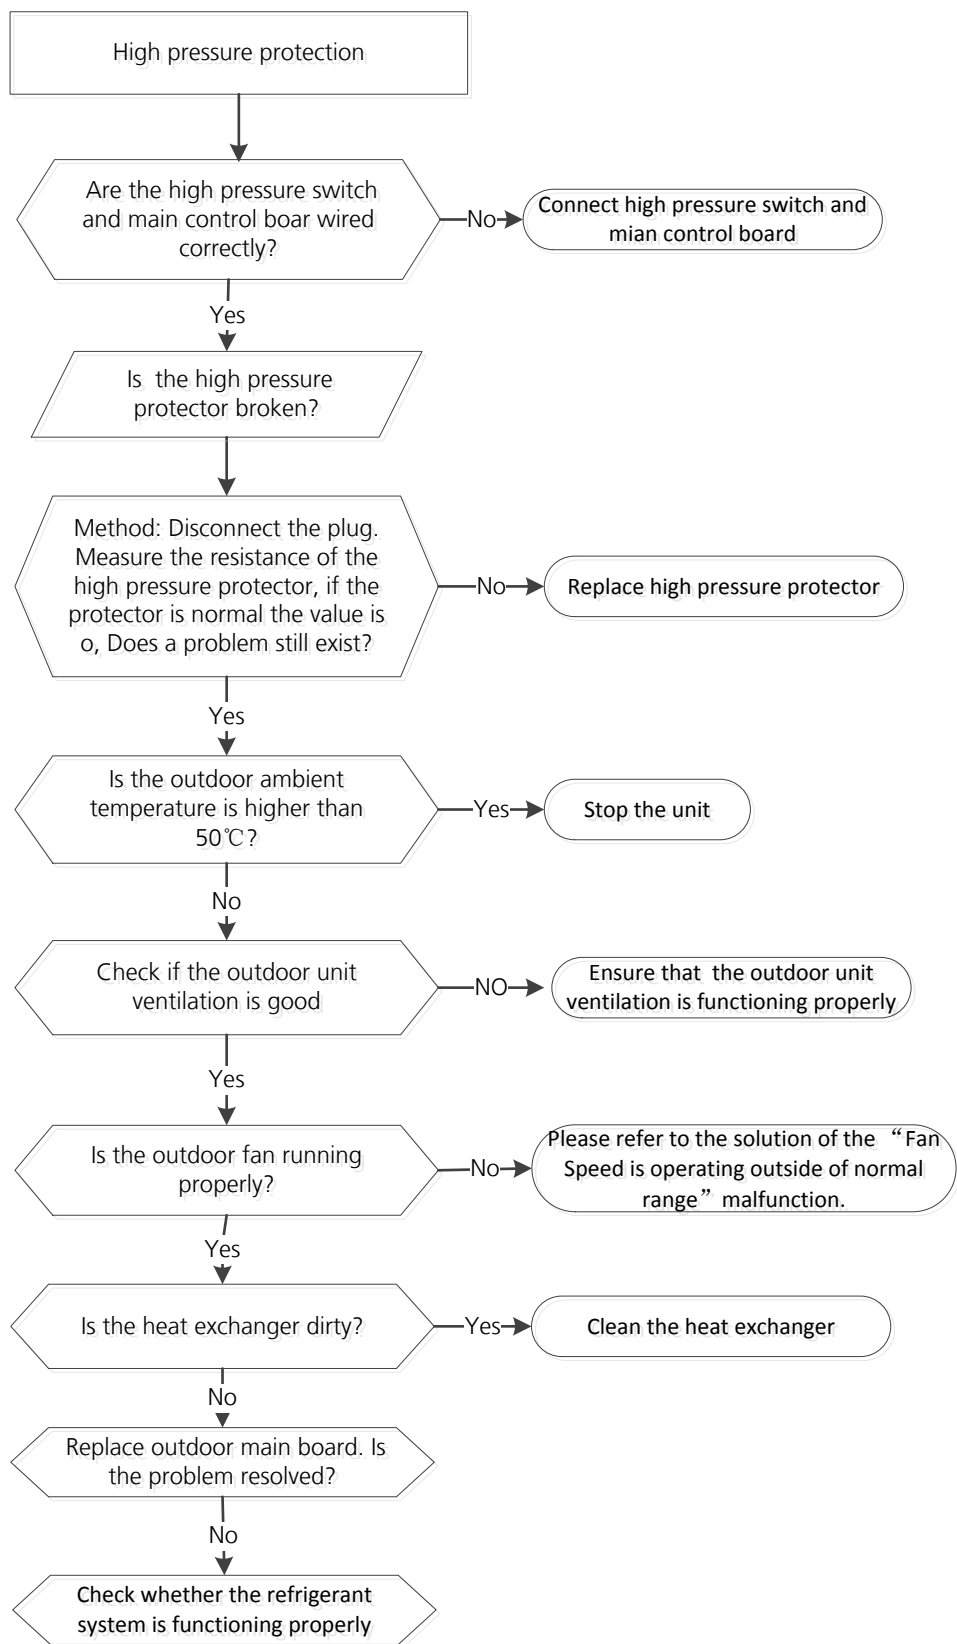 High pressure protection
Are the high pressure switch
and main control boar wired
correctly?
No
Connect high pressure switch and
mian control board
Yes
Is the high pressure
protector broken?
Method: Disconnect the plug.
Measure the resistance of the
high pressure protector, if the
protector is normal the value is
o, Does a problem still exist?
No
Replace high pressure protector
Yes
Is the outdoor ambient
temperature is higher than
50℃?
Yes
Stop the unit
No
Check if the outdoor unit
ventilation is good
NO
Ensure that the outdoor unit
ventilation is functioning properly
Yes
Is the outdoor fan running
properly?
No
Please refer to the solution of the “Fan
Speed is operating outside of normal
range” malfunction.
Yes
Is the heat exchanger dirty?
Yes
Clean the heat exchanger
No
Replace outdoor main board. Is
the problem resolved?
No
Check whether the refrigerant
system is functioning properly